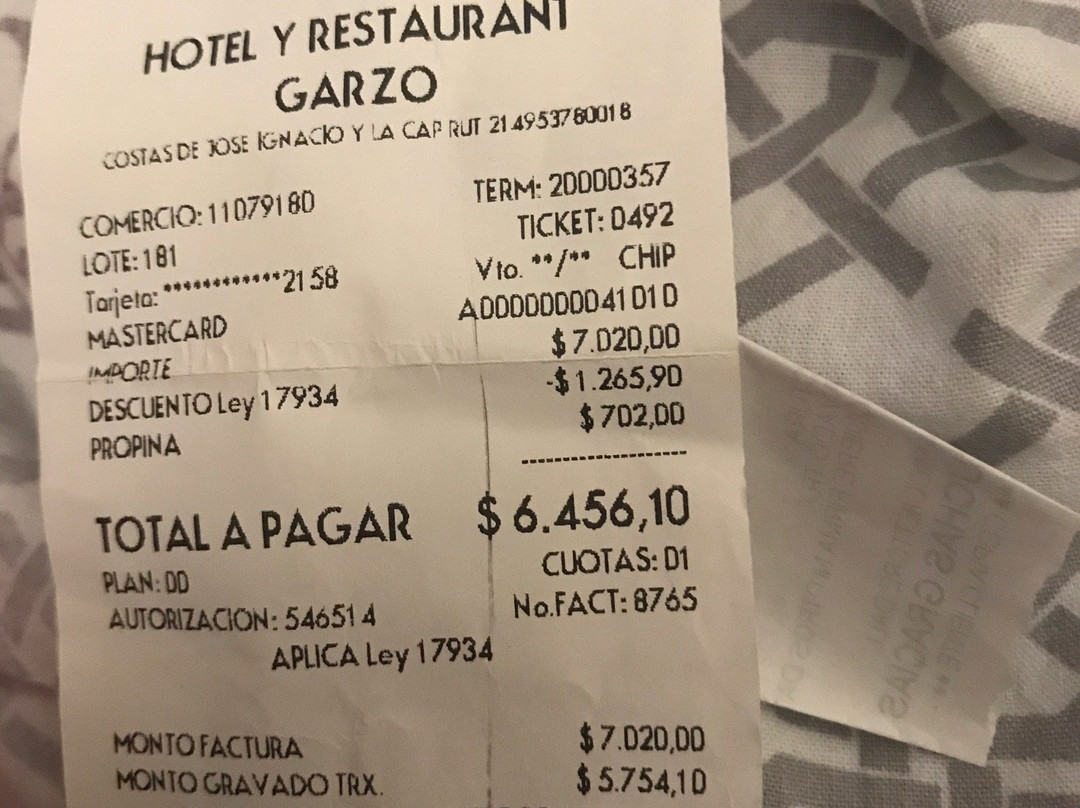 HOTEL Y RESTAURANT
GARZO
COSTAS DE JOSE IGNACIO Y LA CAP RUT 214953780018
COMERCIO: 11079180 TERM: 20000357
LOTE: 181 TICKET: 0492
Tarjeta: ************2158 Vto. **/** CHIP
MASTERCARD A0000000041010
IMPORTE $ 7.020,00
DESCUENTO Ley 17934 -$ 1.265,90
PROPINA $ 702,00
--------------------
TOTAL A PAGAR $ 6.456,10
PLAN: 00 CUOTAS: 01
AUTORIZACION: 546514 No.FACT: 8765
APLICA Ley 17934
MONTO FACTURA $ 7.020,00
MONTO GRAVADO TRX. $ 5.754,10
GRACIAS